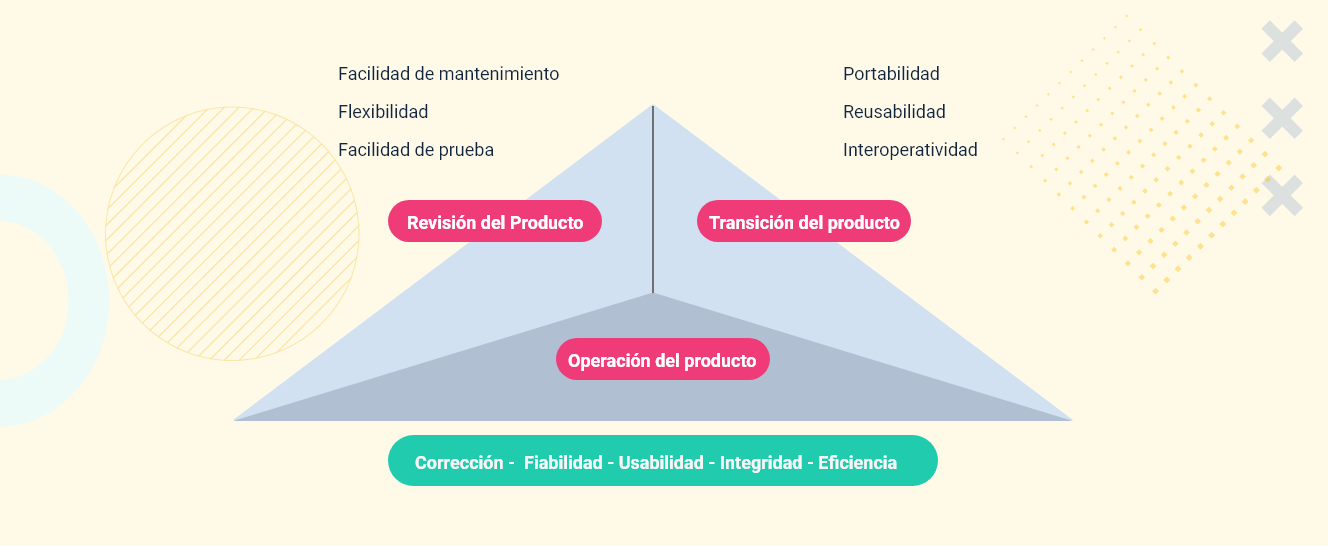 Facilidad de mantenimiento
Flexibilidad
Facilidad de prueba
Portabilidad
Reusabilidad
Interoperatividad
Revisión del Producto
Transición del producto
Operación del producto
Corrección -  Fiabilidad - Usabilidad - Integridad - Eficiencia